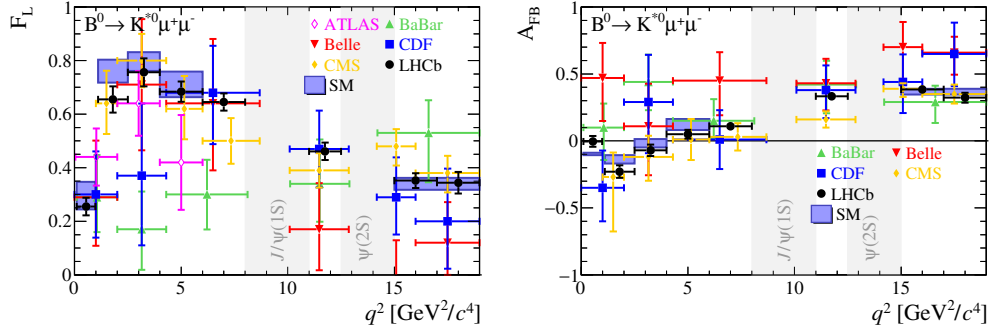 F_L
B⁰ → K*⁰μ⁺μ⁻
ATLAS
BaBar
Belle
CDF
CMS
LHCb
SM
J/ψ(1S)
ψ(2S)
1
0.8
0.6
0.4
0.2
0
0
5
10
15
q² [GeV²/c⁴]
A_FB
B⁰ → K*⁰μ⁺μ⁻
BaBar
Belle
CDF
CMS
LHCb
SM
J/ψ(1S)
ψ(2S)
1
0.5
0
−0.5
−1
0
5
10
15
q² [GeV²/c⁴]